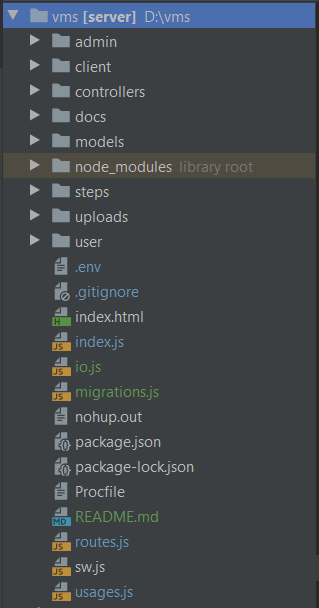 vms [server] D:\vms
admin
client
controllers
docs
models
node_modules library root
steps
uploads
user
.env
.gitignore
index.html
index.js
io.js
migrations.js
nohup.out
package.json
package-lock.json
Procfile
README.md
routes.js
sw.js
usages.js